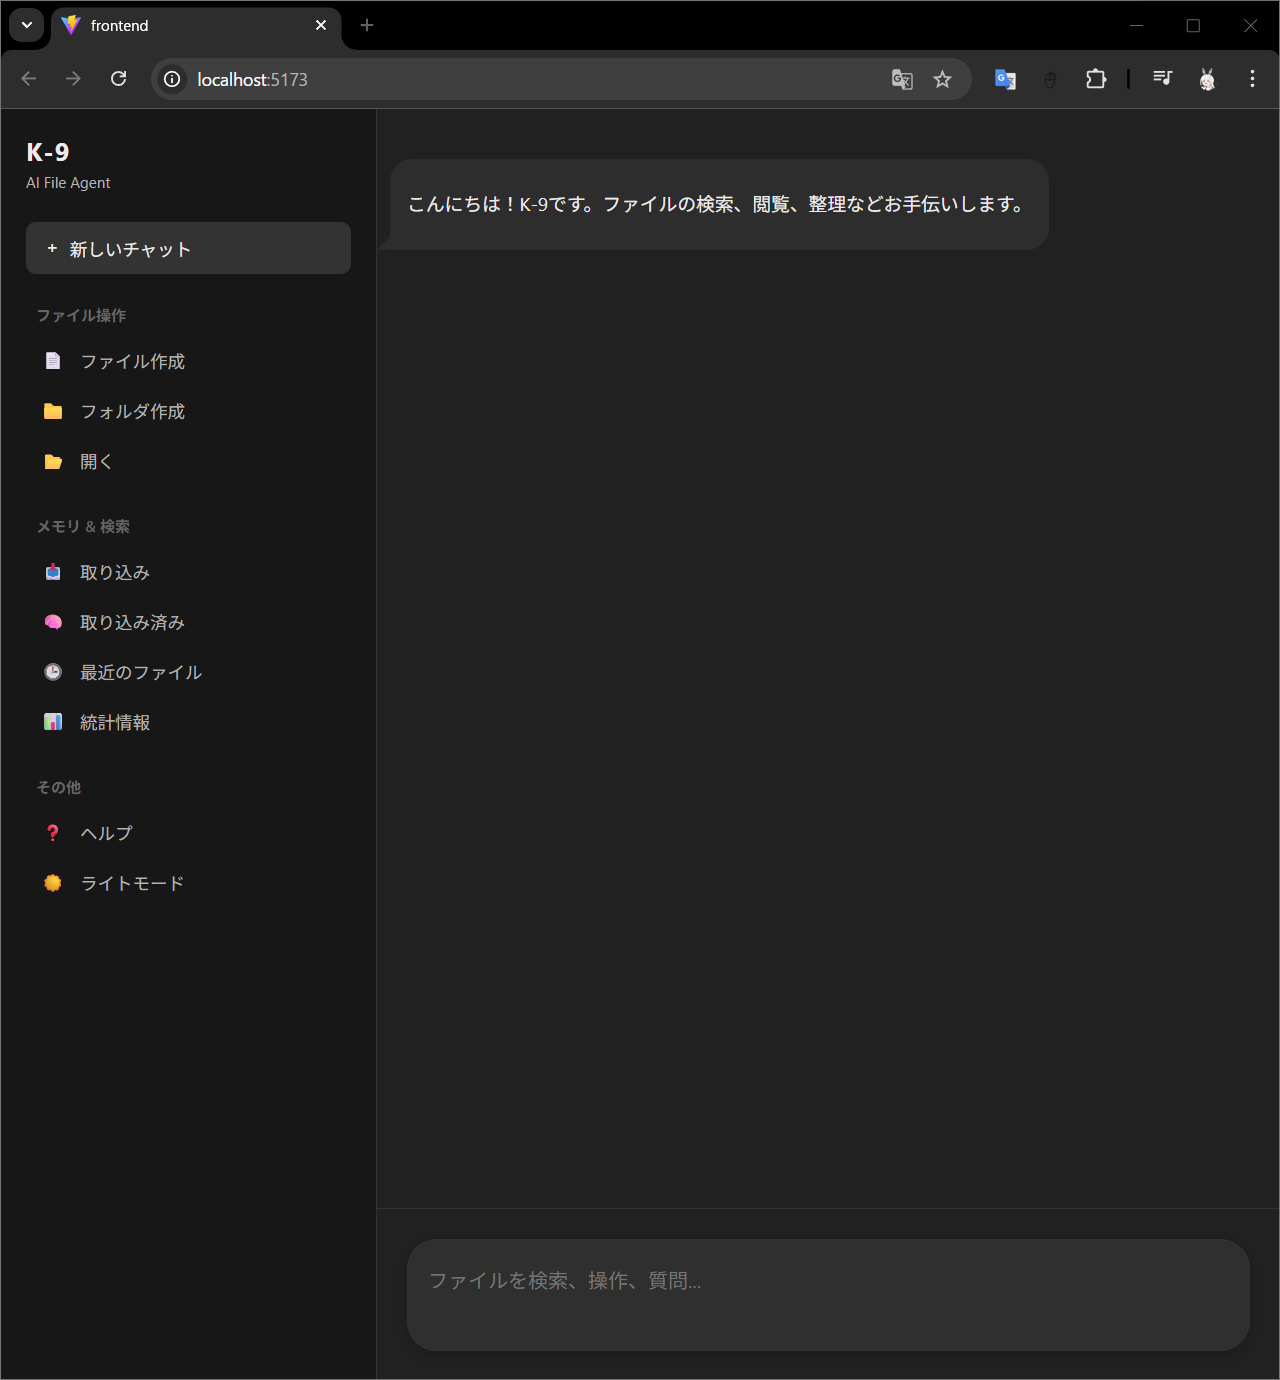 frontend
localhost:5173
K-9
AI File Agent
+ 新しいチャット
ファイル操作
ファイル作成
フォルダ作成
開く
メモリ & 検索
取り込み
取り込み済み
最近のファイル
統計情報
その他
ヘルプ
ライトモード
こんにちは！K-9です。ファイルの検索、閲覧、整理などお手伝いします。
ファイルを検索、操作、質問...